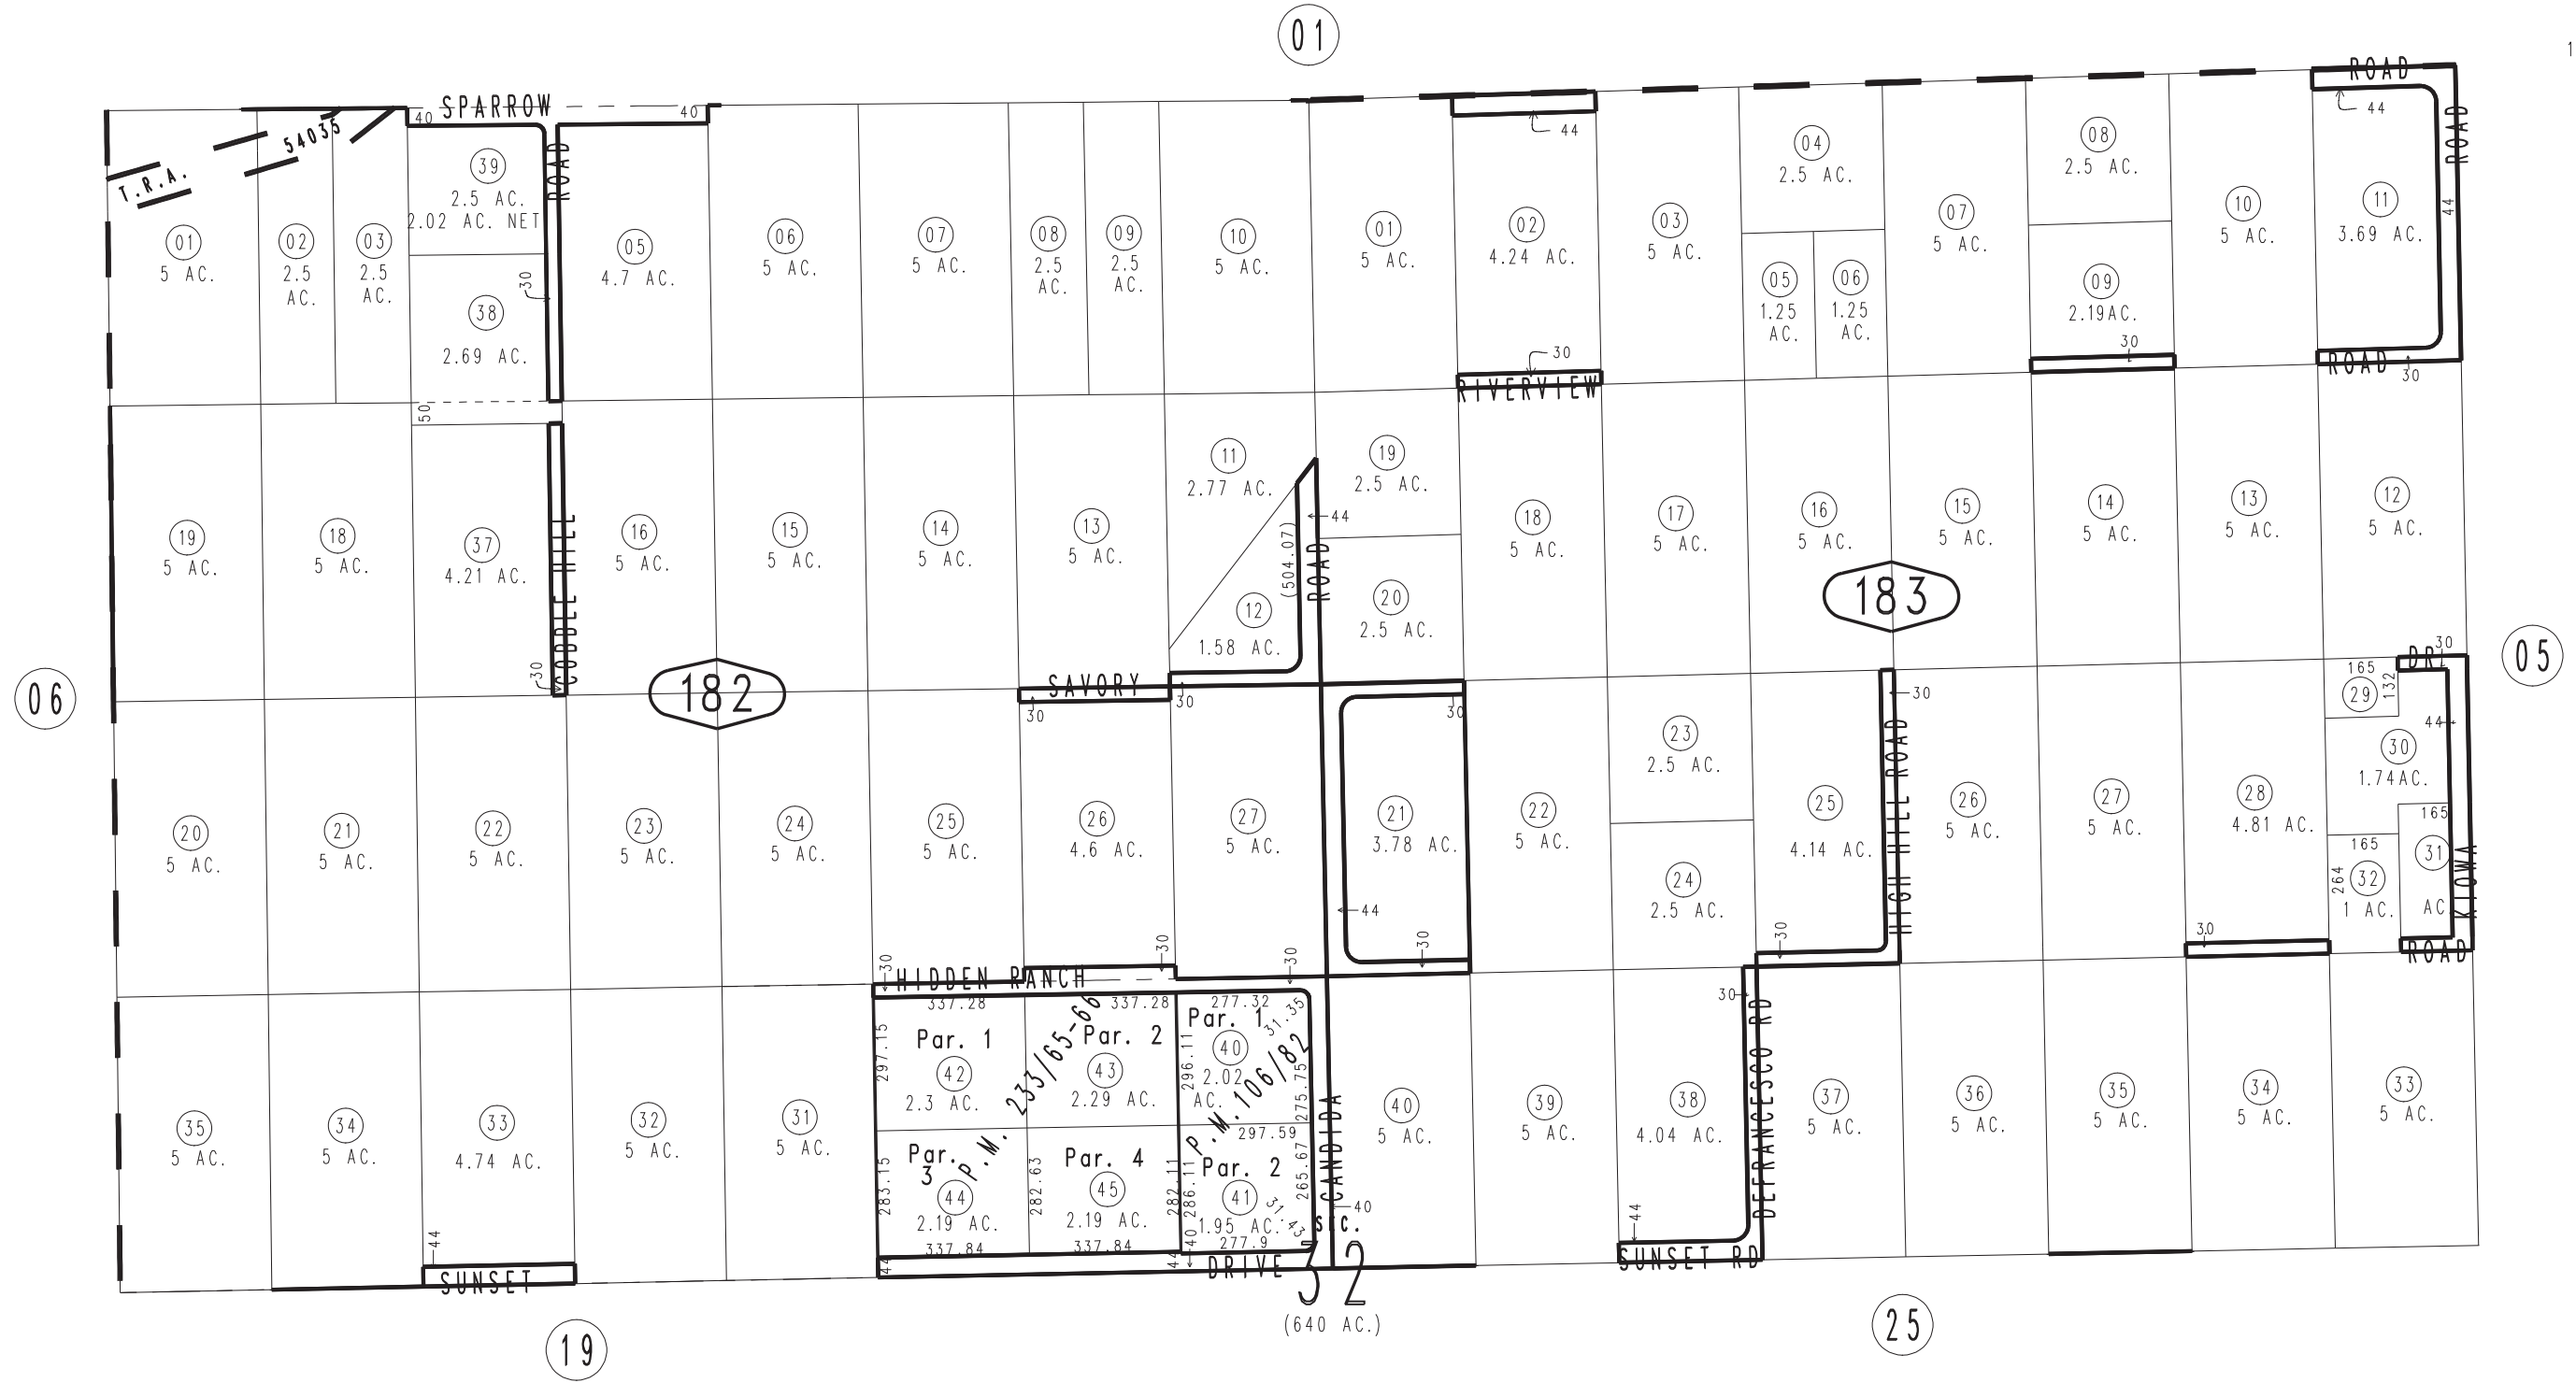 01
1
SPARROW
ROAD
40
40
44
44
54035
T.R.A.
ROAD
ROAD
44
01
5 AC.
02
2.5
AC.
03
2.5
AC.
39
2.5 AC.
2.02 AC. NET
30
38
2.69 AC.
05
4.7 AC.
06
5 AC.
07
5 AC.
08
2.5
AC.
09
2.5
AC.
10
5 AC.
01
5 AC.
02
4.24 AC.
30
RIVERVIEW
03
5 AC.
04
2.5 AC.
05
1.25
AC.
06
1.25
AC.
07
5 AC.
08
2.5 AC.
09
2.19AC.
30
10
5 AC.
11
3.69 AC.
ROAD
30
50
19
5 AC.
18
5 AC.
37
4.21 AC.
30
CODDLE HILL
16
5 AC.
15
5 AC.
14
5 AC.
13
5 AC.
11
2.77 AC.
12
1.58 AC.
(504.07)
44
ROAD
19
2.5 AC.
20
2.5 AC.
18
5 AC.
17
5 AC.
16
5 AC.
15
5 AC.
14
5 AC.
13
5 AC.
12
5 AC.
183
06
182
SAVORY
30
30
30
05
20
5 AC.
21
5 AC.
22
5 AC.
23
5 AC.
24
5 AC.
25
5 AC.
26
4.6 AC.
27
5 AC.
21
3.78 AC.
44
30
22
5 AC.
23
2.5 AC.
24
2.5 AC.
25
4.14 AC.
30
30
HIGH HILL ROAD
26
5 AC.
27
5 AC.
28
4.81 AC.
30
DR
30
165
132
29
44
30
1.74AC.
165
31
AC
165
264
32
1 AC.
KIOWA
ROAD
30
30
30
HIDDEN RANCH
35
5 AC.
34
5 AC.
33
4.74 AC.
44
SUNSET
32
5 AC.
31
5 AC.
337.28
297.15
Par. 1
42
2.3 AC.
337.28
Par. 2
43
2.29 AC.
P.M. 233/65-66
277.32
31.35
Par. 1
40
2.02
AC.
296.11
275.75
P.M. 106/82
297.59
Par.
3
44
2.19 AC.
283.15
337.84
Par. 4
45
2.19 AC.
282.63
282.11
337.84
Par. 2
41
1.95 AC.
286.11
265.67
31.43
277.9
44
44
40
DRIVE
CANDIDA
40
SEC.
32
(640 AC.)
40
5 AC.
39
5 AC.
38
4.04 AC.
30
44
SUNSET RD
DEFRANCESCO RD
37
5 AC.
36
5 AC.
35
5 AC.
34
5 AC.
33
5 AC.
19
25